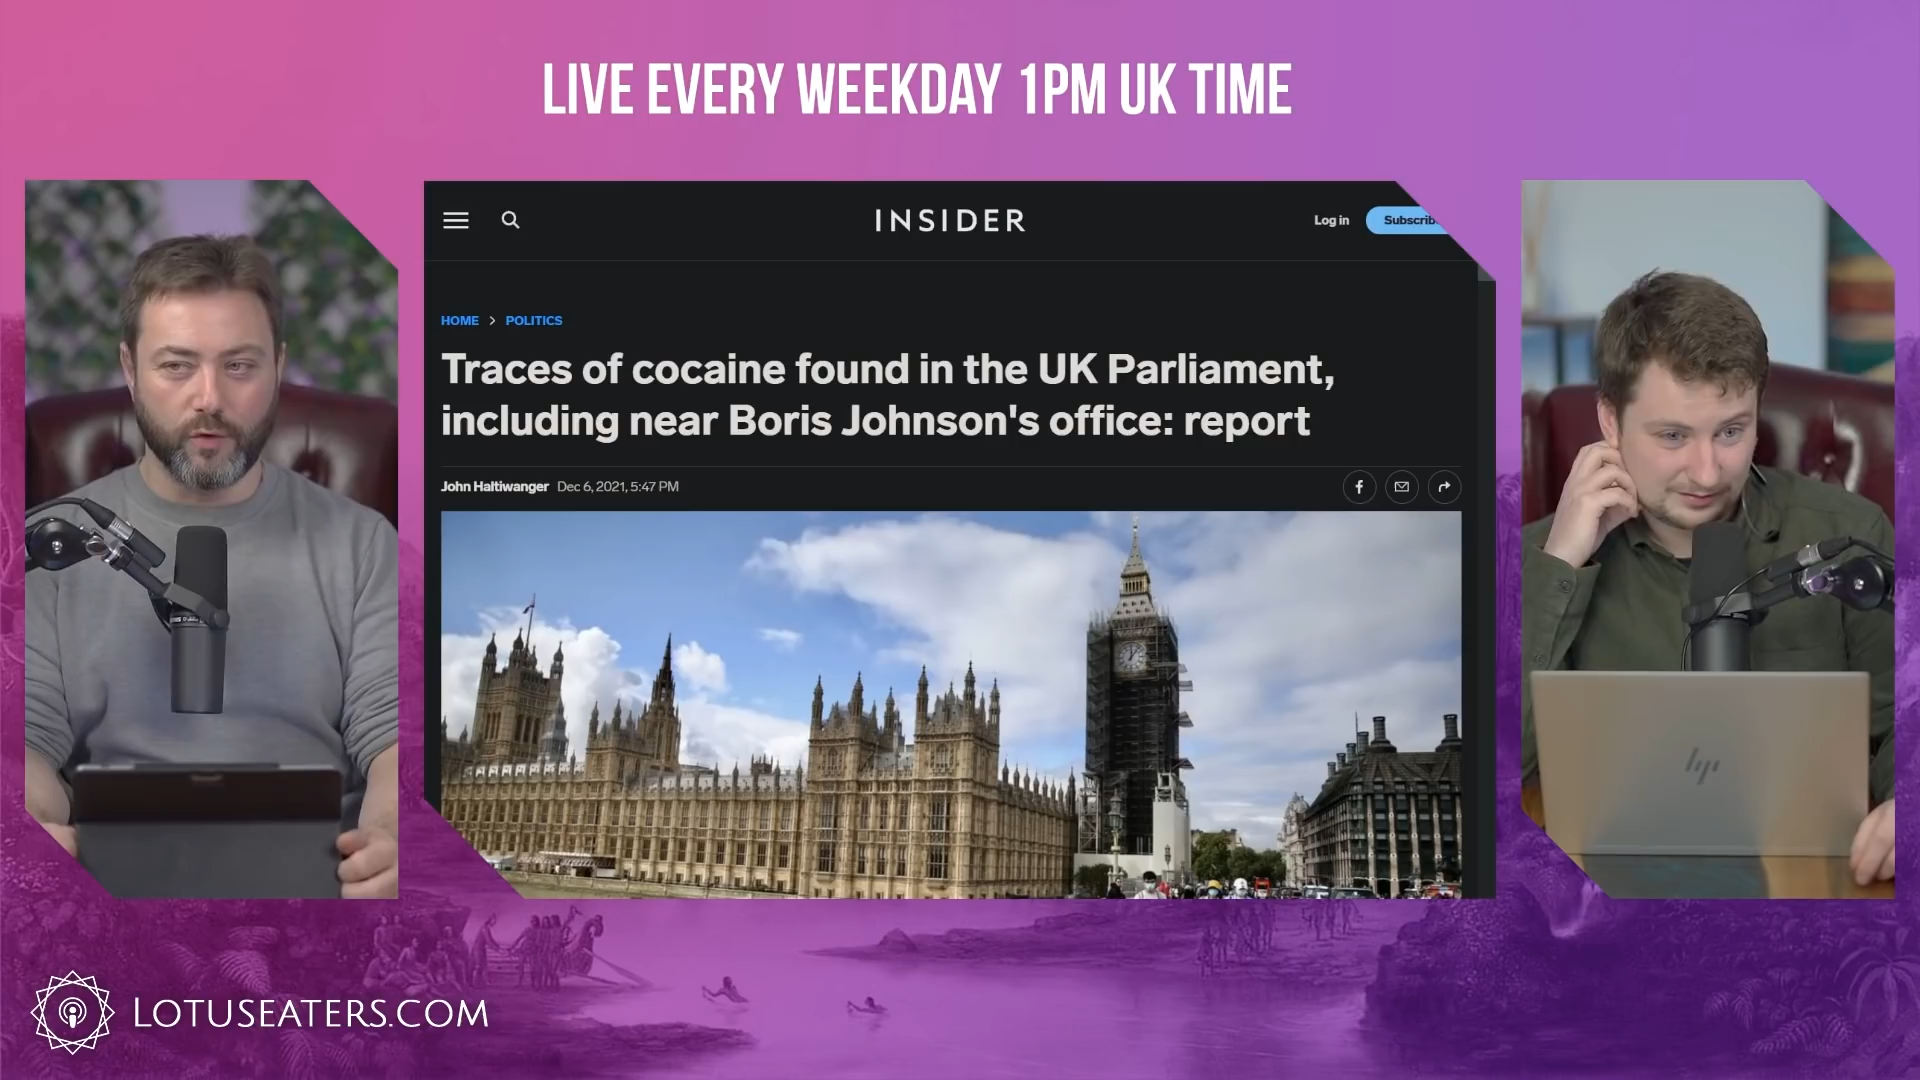 LIVE EVERY WEEKDAY 1PM UK TIME
INSIDER
Log in
Subscrib
HOME > POLITICS
Traces of cocaine found in the UK Parliament,
including near Boris Johnson's office: report
John Haltiwanger Dec 6, 2021, 5:47 PM
hp
LOTUSEATERS.COM